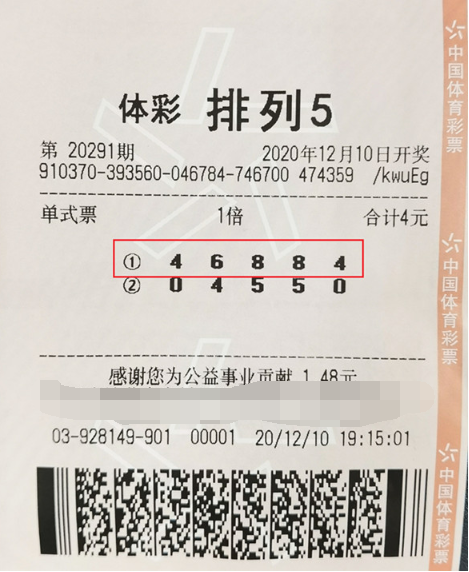 体彩 排列5
第 20291期 2020年12月10日开奖
910370-393560-046784-746700 474359 /kwuEg
单式票 1倍 合计4元
① 4 6 8 8 4
② 0 4 5 5 0
感谢您为公益事业贡献 1.48元
03-928149-901 00001 20/12/10 19:15:01
中国体育彩票
中国体育彩票
中国体育彩票